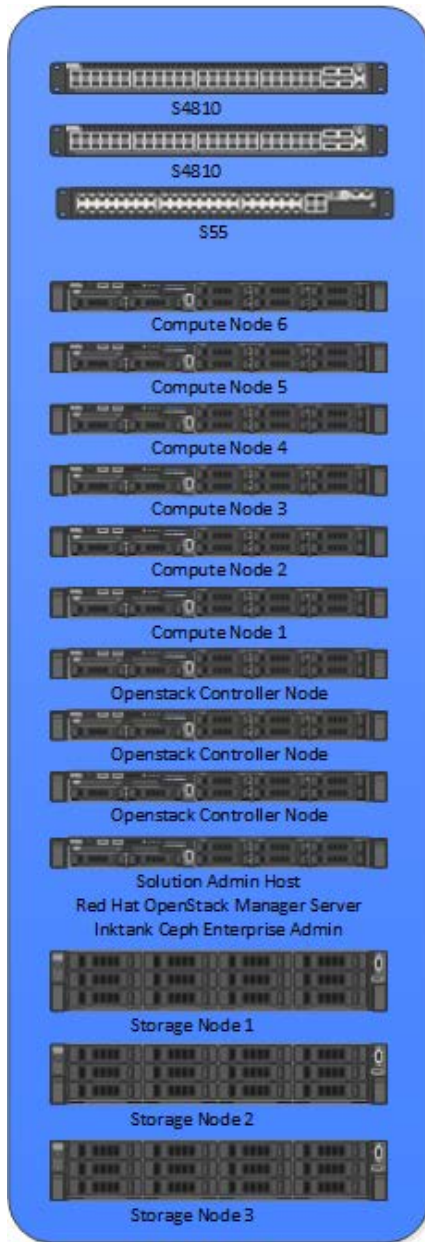 S4810
S4810
S55
Compute Node 6
Compute Node 5
Compute Node 4
Compute Node 3
Compute Node 2
Compute Node 1
Openstack Controller Node
Openstack Controller Node
Openstack Controller Node
Solution Admin Host
Red Hat OpenStack Manager Server
Inktank Ceph Enterprise Admin
Storage Node 1
Storage Node 2
Storage Node 3